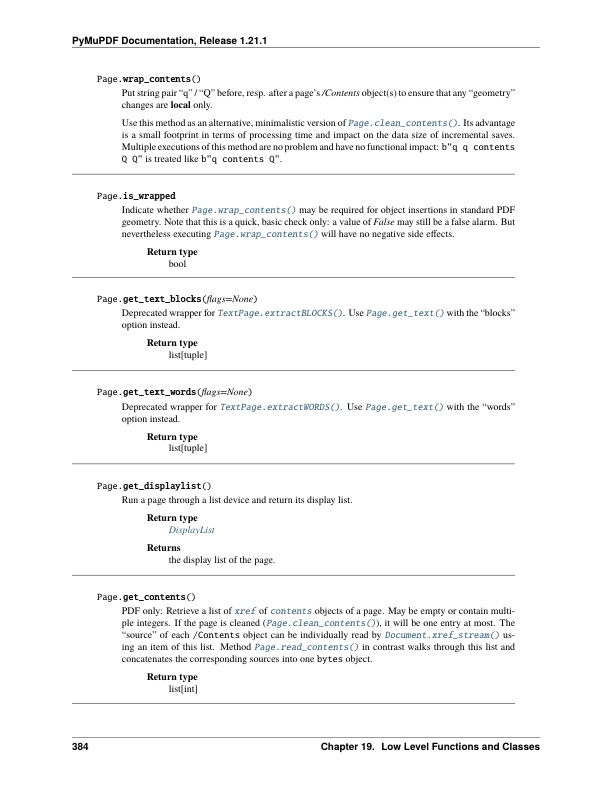 PyMuPDF Documentation, Release 1.21.1
Page.wrap_contents()
Put string pair “q” / “Q” before, resp. after a page’s /Contents object(s) to ensure that any “geometry”
changes are local only.
Use this method as an alternative, minimalistic version of Page.clean_contents(). Its advantage
is a small footprint in terms of processing time and impact on the data size of incremental saves.
Multiple executions of this method are no problem and have no functional impact: b"q q contents
Q Q" is treated like b"q contents Q".
Page.is_wrapped
Indicate whether Page.wrap_contents() may be required for object insertions in standard PDF
geometry. Note that this is a quick, basic check only: a value of False may still be a false alarm. But
nevertheless executing Page.wrap_contents() will have no negative side effects.
Return type
bool
Page.get_text_blocks(flags=None)
Deprecated wrapper for TextPage.extractBLOCKS(). Use Page.get_text() with the “blocks”
option instead.
Return type
list[tuple]
Page.get_text_words(flags=None)
Deprecated wrapper for TextPage.extractWORDS(). Use Page.get_text() with the “words”
option instead.
Return type
list[tuple]
Page.get_displaylist()
Run a page through a list device and return its display list.
Return type
DisplayList
Returns
the display list of the page.
Page.get_contents()
PDF only: Retrieve a list of xref of contents objects of a page. May be empty or contain multi-
ple integers. If the page is cleaned (Page.clean_contents()), it will be one entry at most. The
“source” of each /Contents object can be individually read by Document.xref_stream() us-
ing an item of this list. Method Page.read_contents() in contrast walks through this list and
concatenates the corresponding sources into one bytes object.
Return type
list[int]
384 Chapter 19. Low Level Functions and Classes